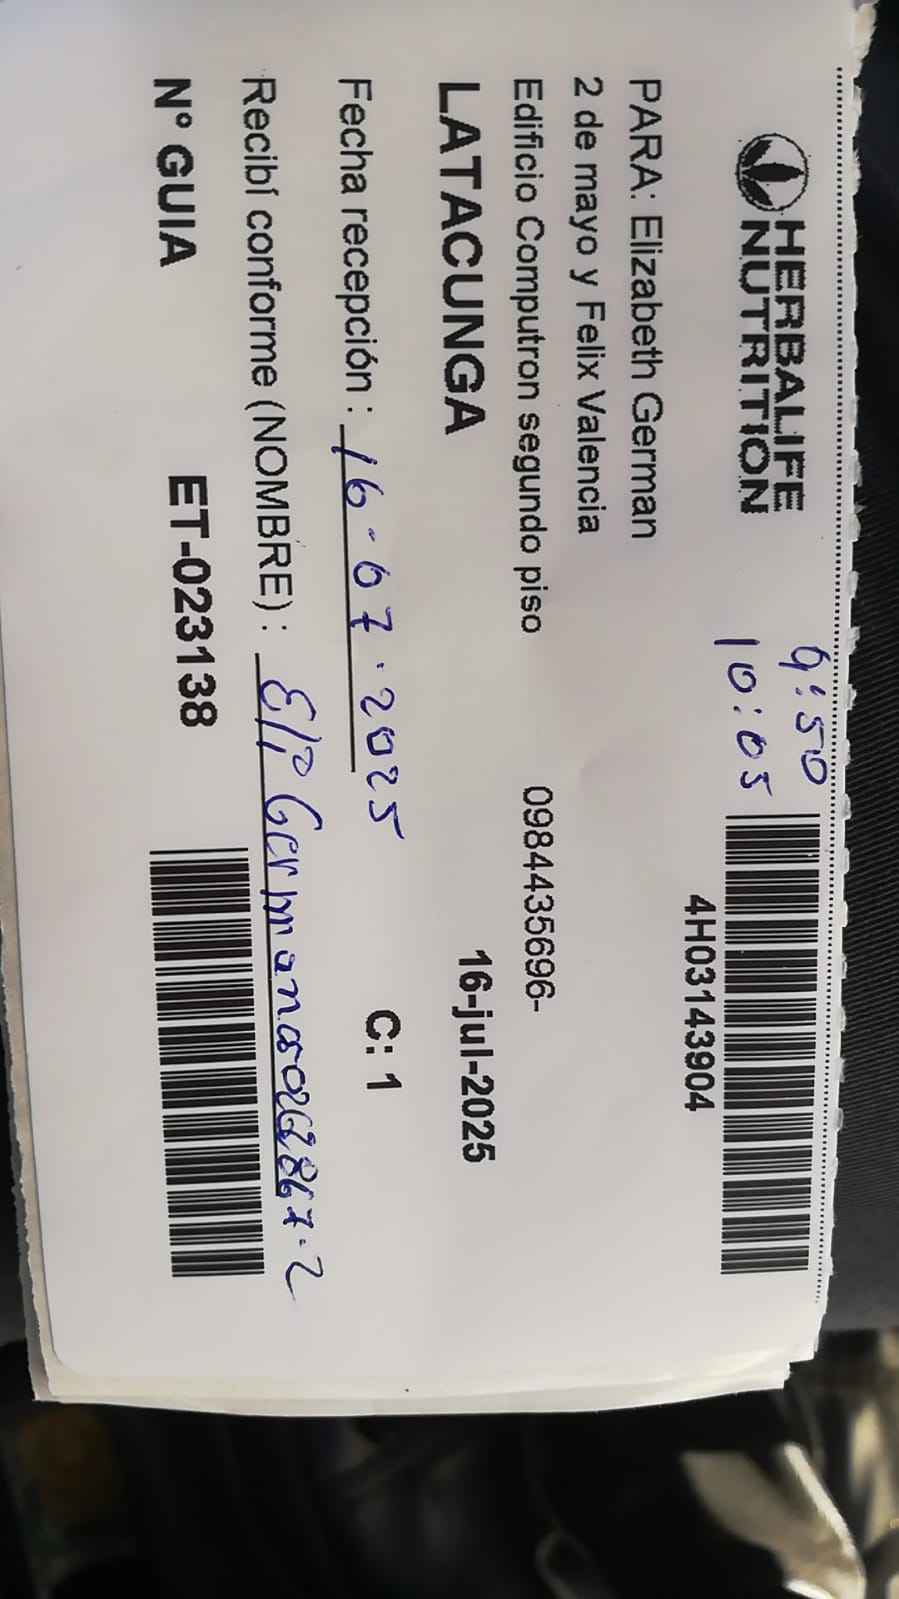 HERBALIFE
NUTRITION
9:50
10:05
4H03143904
PARA: Elizabeth German
2 de mayo y Felix Valencia
Edificio Computron segundo piso 0984435696-
LATACUNGA 16-jul-2025
Fecha recepción : 16-07-2025 C: 1
Recibí conforme (NOMBRE) : German
N° GUIA ET-023138